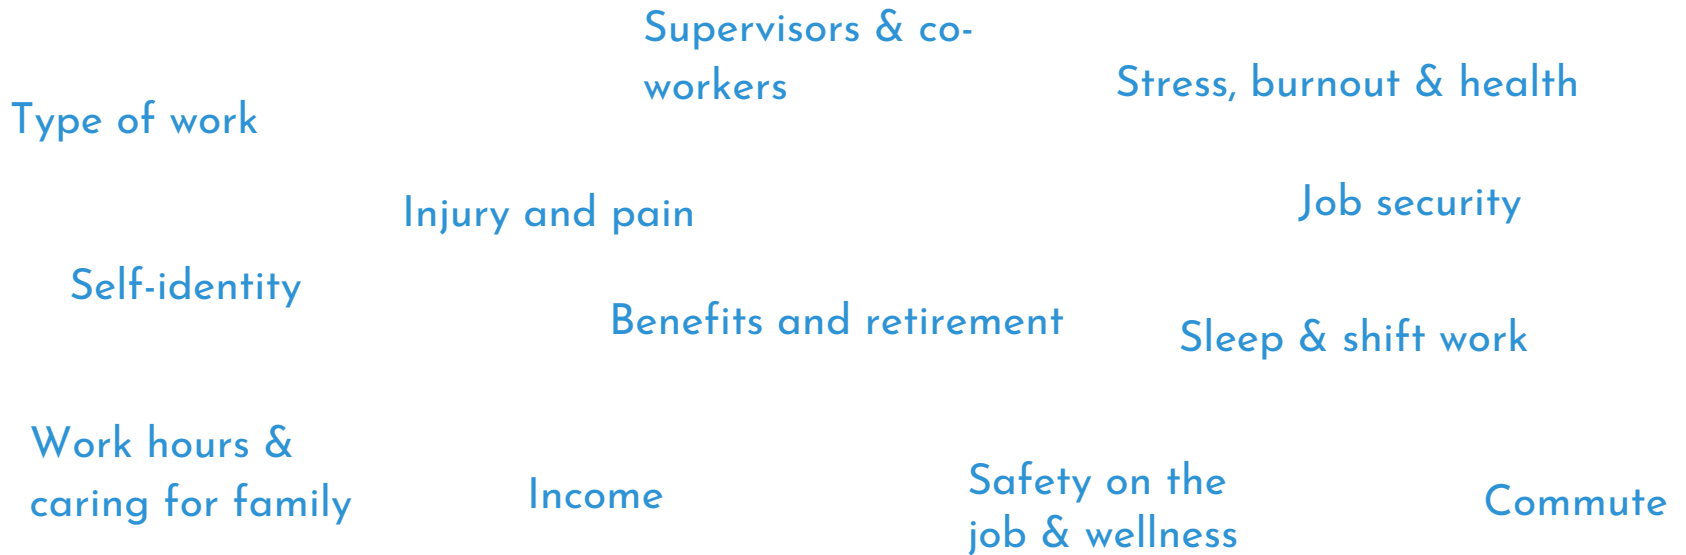 Supervisors & co-
workers
Stress, burnout & health
Type of work
Injury and pain
Job security
Self-identity
Benefits and retirement
Sleep & shift work
Work hours &
caring for family
Income
Safety on the
job & wellness
Commute